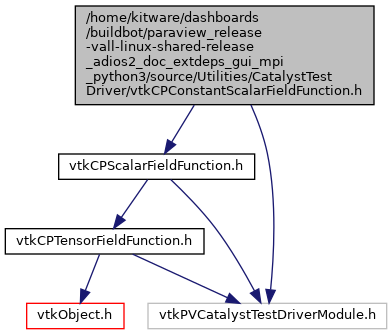 /home/kitware/dashboards
/buildbot/paraview_release
-vall-linux-shared-release
_adios2_doc_extdeps_gui_mpi
_python3/source/Utilities/CatalystTest
Driver/vtkCPConstantScalarFieldFunction.h
vtkCPScalarFieldFunction.h
vtkCPTensorFieldFunction.h
vtkObject.h
vtkPVCatalystTestDriverModule.h